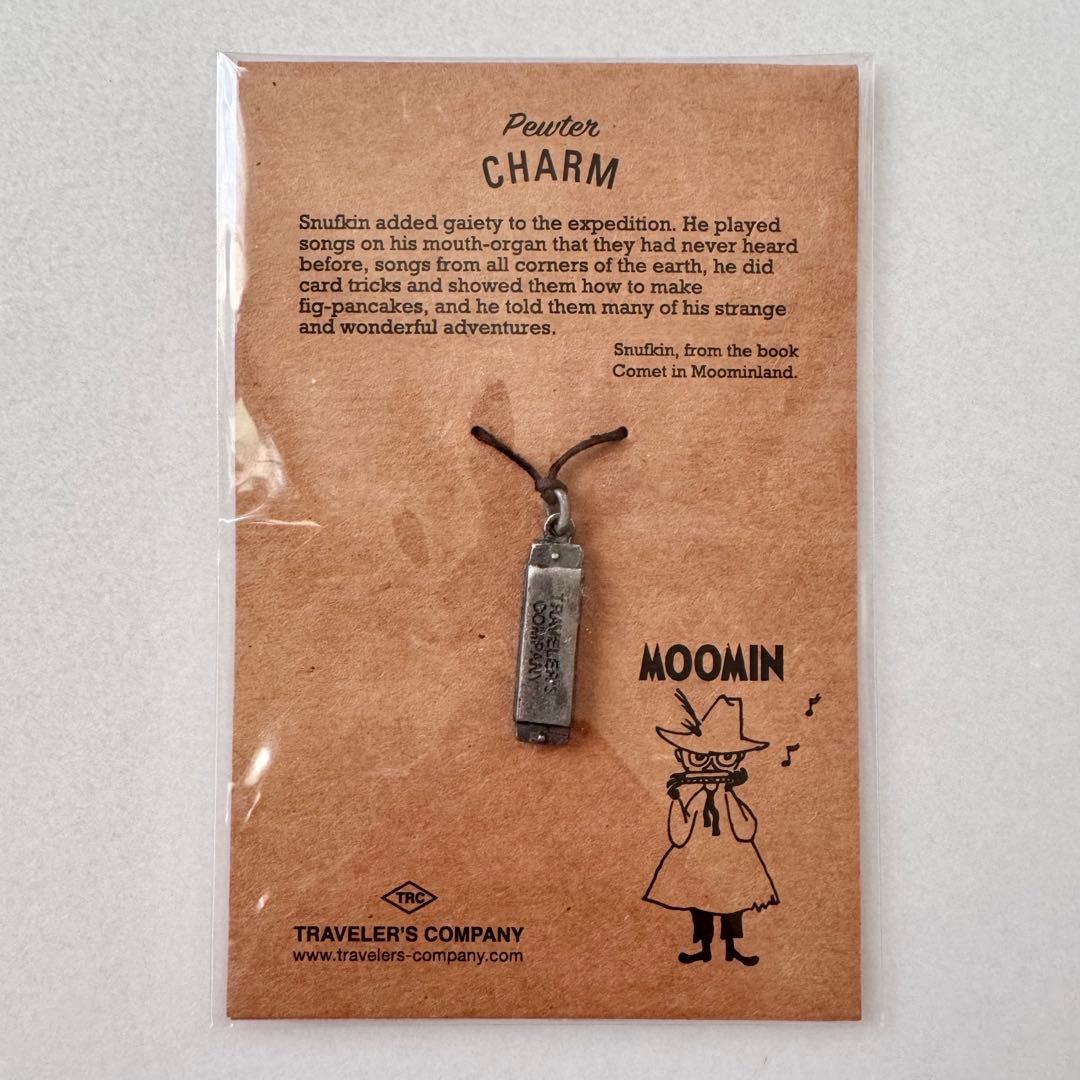 Pewter
CHARM
Snufkin added gaiety to the expedition. He played
songs on his mouth-organ that they had never heard
before, songs from all corners of the earth, he did
card tricks and showed them how to make
fig-pancakes, and he told them many of his strange
and wonderful adventures.
Snufkin, from the book
Comet in Moominland.
TRAVELER'S
COMPANY
MOOMIN
TRC
TRAVELER'S COMPANY
www.travelers-company.com